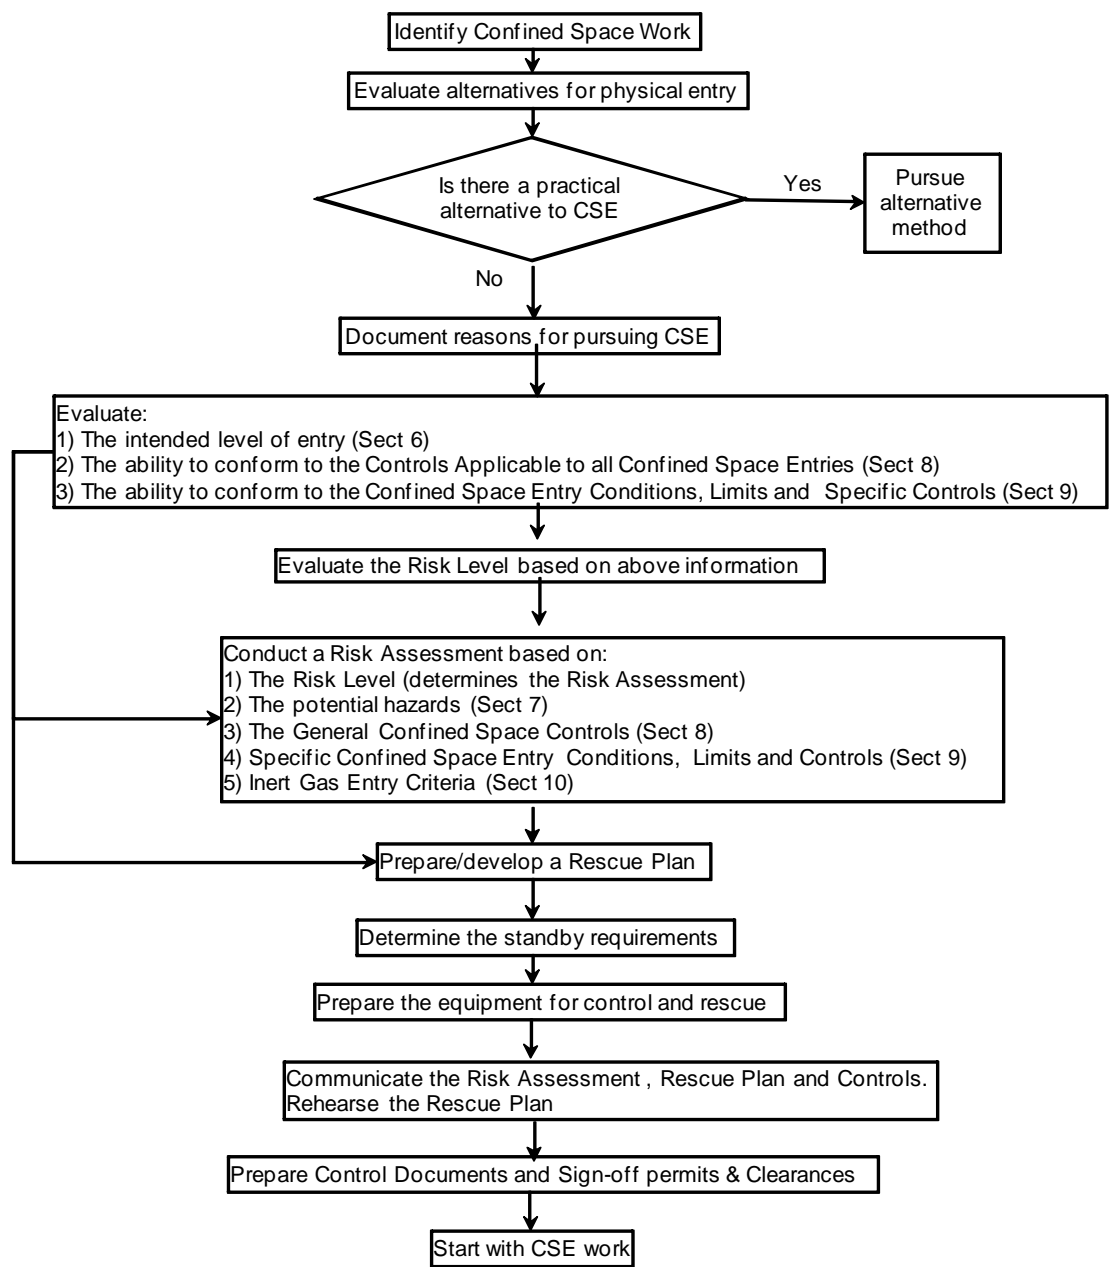 Identify Confined Space Work
Evaluate alternatives for physical entry
Is there a practical
alternative to CSE
Yes
Pursue
alternative
method
No
Document reasons for pursuing CSE
Evaluate:
1) The intended level of entry (Sect 6)
2) The ability to conform to the Controls Applicable to all Confined Space Entries (Sect 8)
3) The ability to conform to the Confined Space Entry Conditions, Limits and Specific Controls (Sect 9)
Evaluate the Risk Level based on above information
Conduct a Risk Assessment based on:
1) The Risk Level (determines the Risk Assessment)
2) The potential hazards (Sect 7)
3) The General Confined Space Controls (Sect 8)
4) Specific Confined Space Entry Conditions, Limits and Controls (Sect 9)
5) Inert Gas Entry Criteria (Sect 10)
Prepare/develop a Rescue Plan
Determine the standby requirements
Prepare the equipment for control and rescue
Communicate the Risk Assessment , Rescue Plan and Controls.
Rehearse the Rescue Plan
Prepare Control Documents and Sign-off permits & Clearances
Start with CSE work